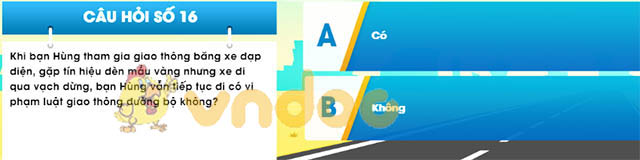 CÂU HỎI SỐ 16
Khi bạn Hùng tham gia giao thông bằng xe đạp
điện, gặp tín hiệu đèn mầu vàng nhưng xe đi
qua vạch dừng, bạn Hùng vẫn tiếp tục đi có vi
phạm luật giao thông đường bộ không?
A Có
B Không
vndoc